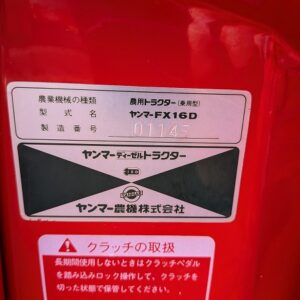 農業機械の種類 農用トラクター(乗用型)
型式名 ヤンマーFX16D
製造番号 01145
ヤンマーディーゼルトラクター
ヤンマー農機株式会社
クラッチの取扱
長期間使用しないときはクラッチペダル
を踏み込みロック操作して、クラッチを
切った状態で保管してください。